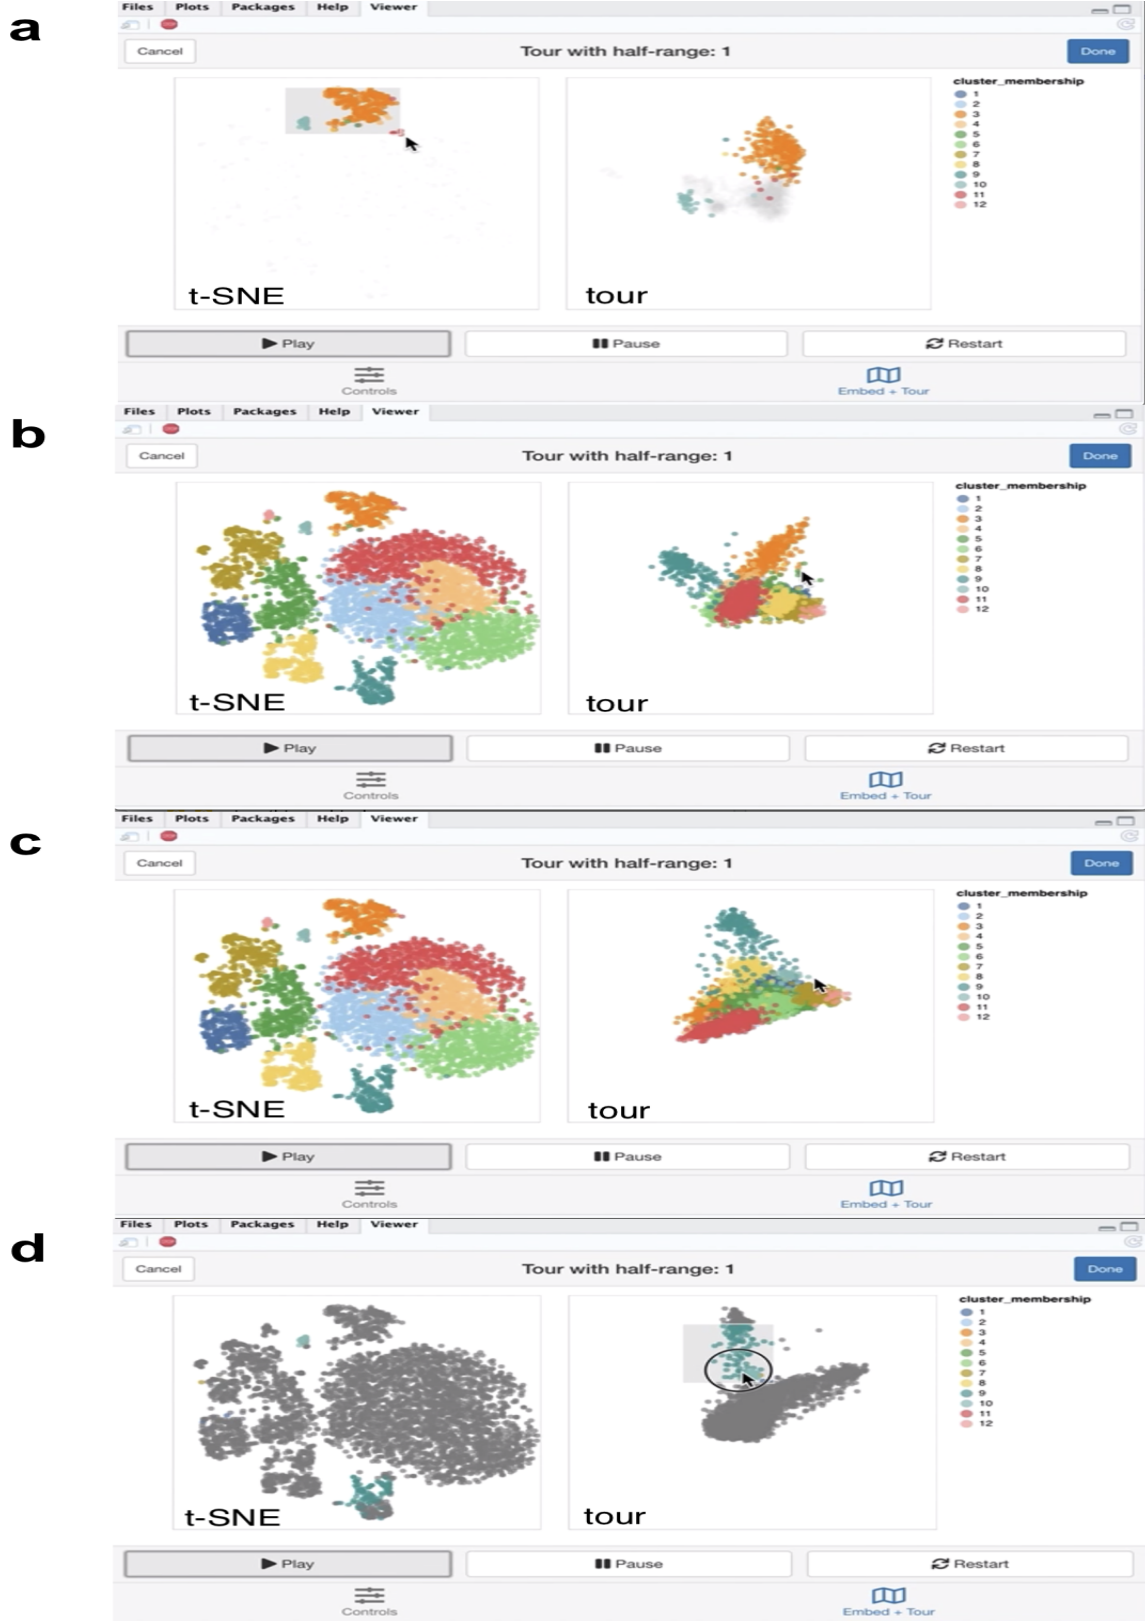 a
Files Plots Packages Help Viewer
Cancel Tour with half-range: 1 Done
cluster_membership
1
2
3
4
5
6
7
8
9
10
11
12
t-SNE tour
Play Pause Restart
Controls Embed + Tour
b
Files Plots Packages Help Viewer
Cancel Tour with half-range: 1 Done
cluster_membership
1
2
3
4
5
6
7
8
9
10
11
12
t-SNE tour
Play Pause Restart
Controls Embed + Tour
c
Files Plots Packages Help Viewer
Cancel Tour with half-range: 1 Done
cluster_membership
1
2
3
4
5
6
7
8
9
10
11
12
t-SNE tour
Play Pause Restart
Controls Embed + Tour
d
Files Plots Packages Help Viewer
Cancel Tour with half-range: 1 Done
cluster_membership
1
2
3
4
5
6
7
8
9
10
11
12
t-SNE tour
Play Pause Restart
Controls Embed + Tour